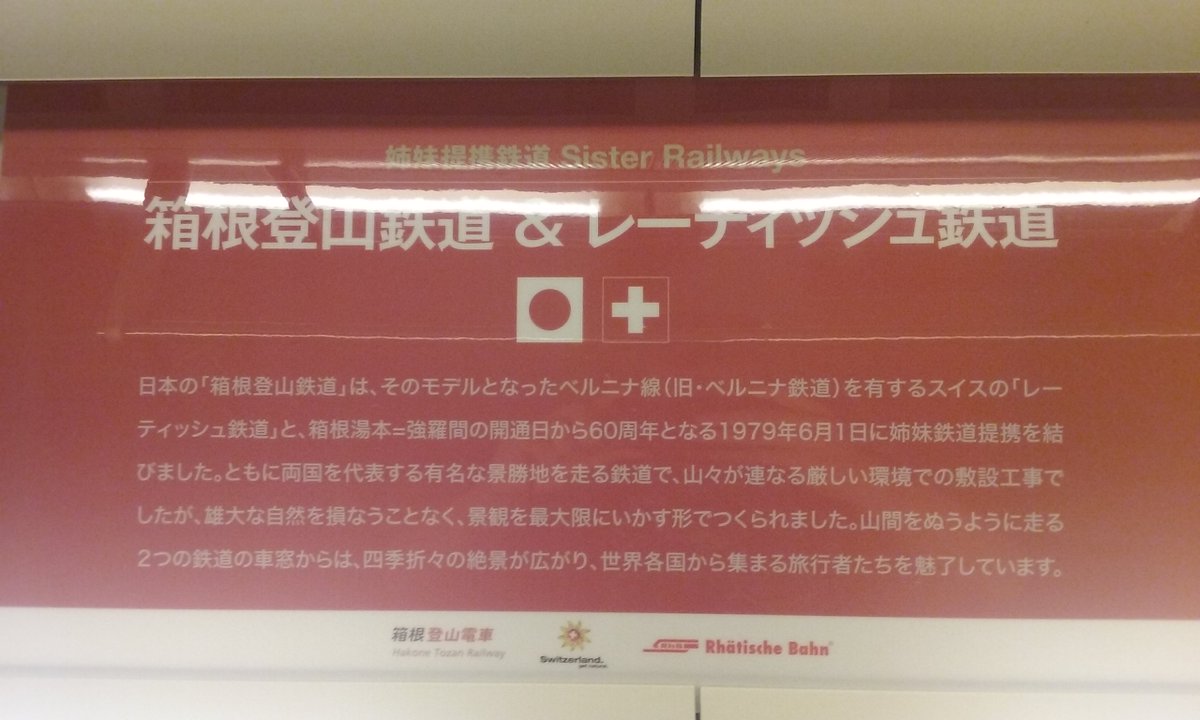 姉妹提携鉄道 Sister Railways
箱根登山鉄道 & レーティッシュ鉄道
日本の「箱根登山鉄道」は、そのモデルとなったベルニナ線（旧・ベルニナ鉄道）を有するスイスの「レー
ティッシュ鉄道」と、箱根湯本=強羅間の開通日から60周年となる1979年6月1日に姉妹鉄道提携を結
びました。ともに両国を代表する有名な景勝地を走る鉄道で、山々が連なる厳しい環境での敷設工事で
したが、雄大な自然を損なうことなく、景観を最大限にいかす形でつくられました。山間をぬうように走る
2つの鉄道の車窓からは、四季折々の絶景が広がり、世界各国から集まる旅行者たちを魅了しています。
箱根登山電車
Hakone Tozan Railway
Switzerland.
get natural.
RhB
Rhätische Bahn